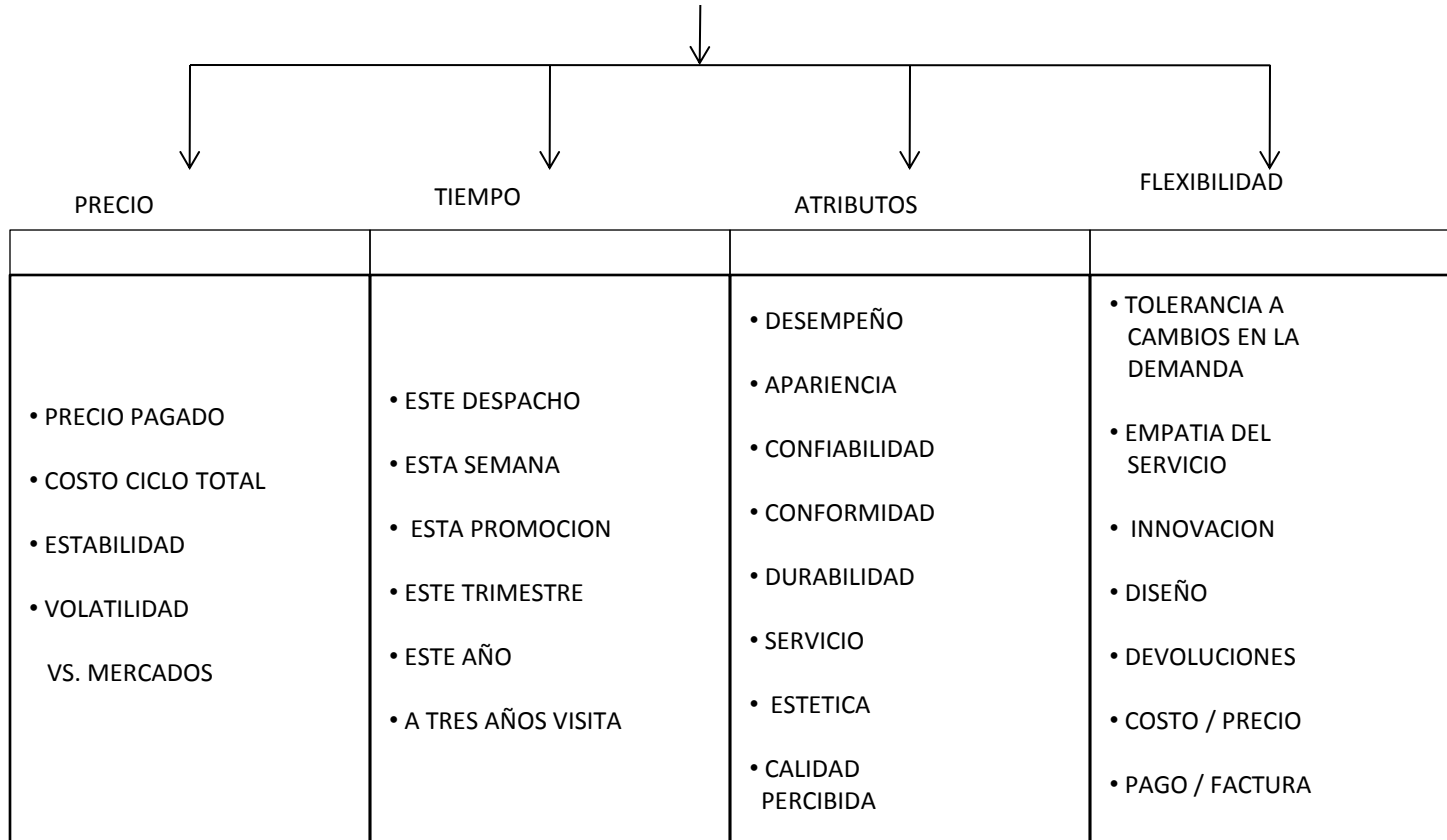 PRECIO
TIEMPO
ATRIBUTOS
FLEXIBILIDAD
• PRECIO PAGADO
• COSTO CICLO TOTAL
• ESTABILIDAD
• VOLATILIDAD
VS. MERCADOS
• ESTE DESPACHO
• ESTA SEMANA
• ESTA PROMOCION
• ESTE TRIMESTRE
• ESTE AÑO
• A TRES AÑOS VISITA
• DESEMPEÑO
• APARIENCIA
• CONFIABILIDAD
• CONFORMIDAD
• DURABILIDAD
• SERVICIO
• ESTETICA
• CALIDAD
PERCIBIDA
• TOLERANCIA A
CAMBIOS EN LA
DEMANDA
• EMPATIA DEL
SERVICIO
• INNOVACION
• DISEÑO
• DEVOLUCIONES
• COSTO / PRECIO
• PAGO / FACTURA